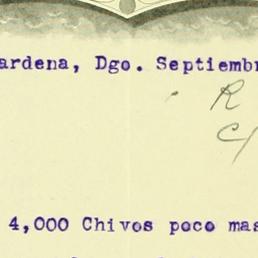 ardena, Dgo. Septiembr
R
C/
4,000 Chivos poco mas